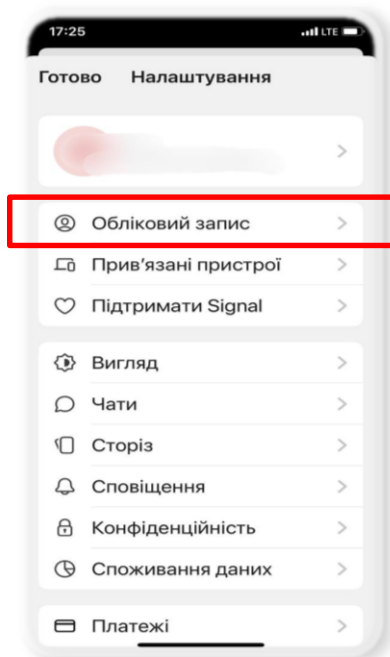 17:25 LTE
Готово Налаштування
Обліковий запис
Прив'язані пристрої
Підтримати Signal
Вигляд
Чати
Сторіз
Сповіщення
Конфіденційність
Споживання даних
Платежі